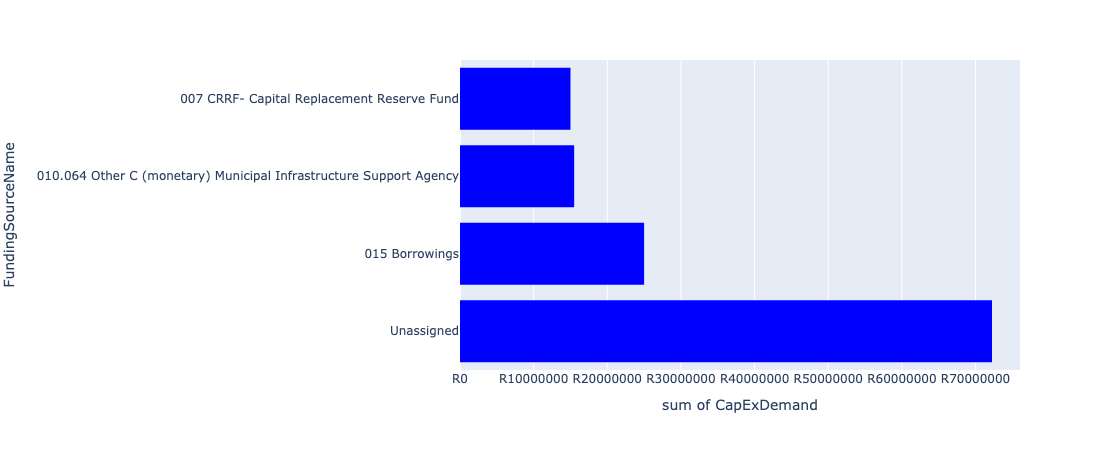 FundingSourceName
007 CRRF- Capital Replacement Reserve Fund
010.064 Other C (monetary) Municipal Infrastructure Support Agency
015 Borrowings
Unassigned
R0 R10000000 R20000000 R30000000 R40000000 R50000000 R60000000 R70000000
sum of CapExDemand